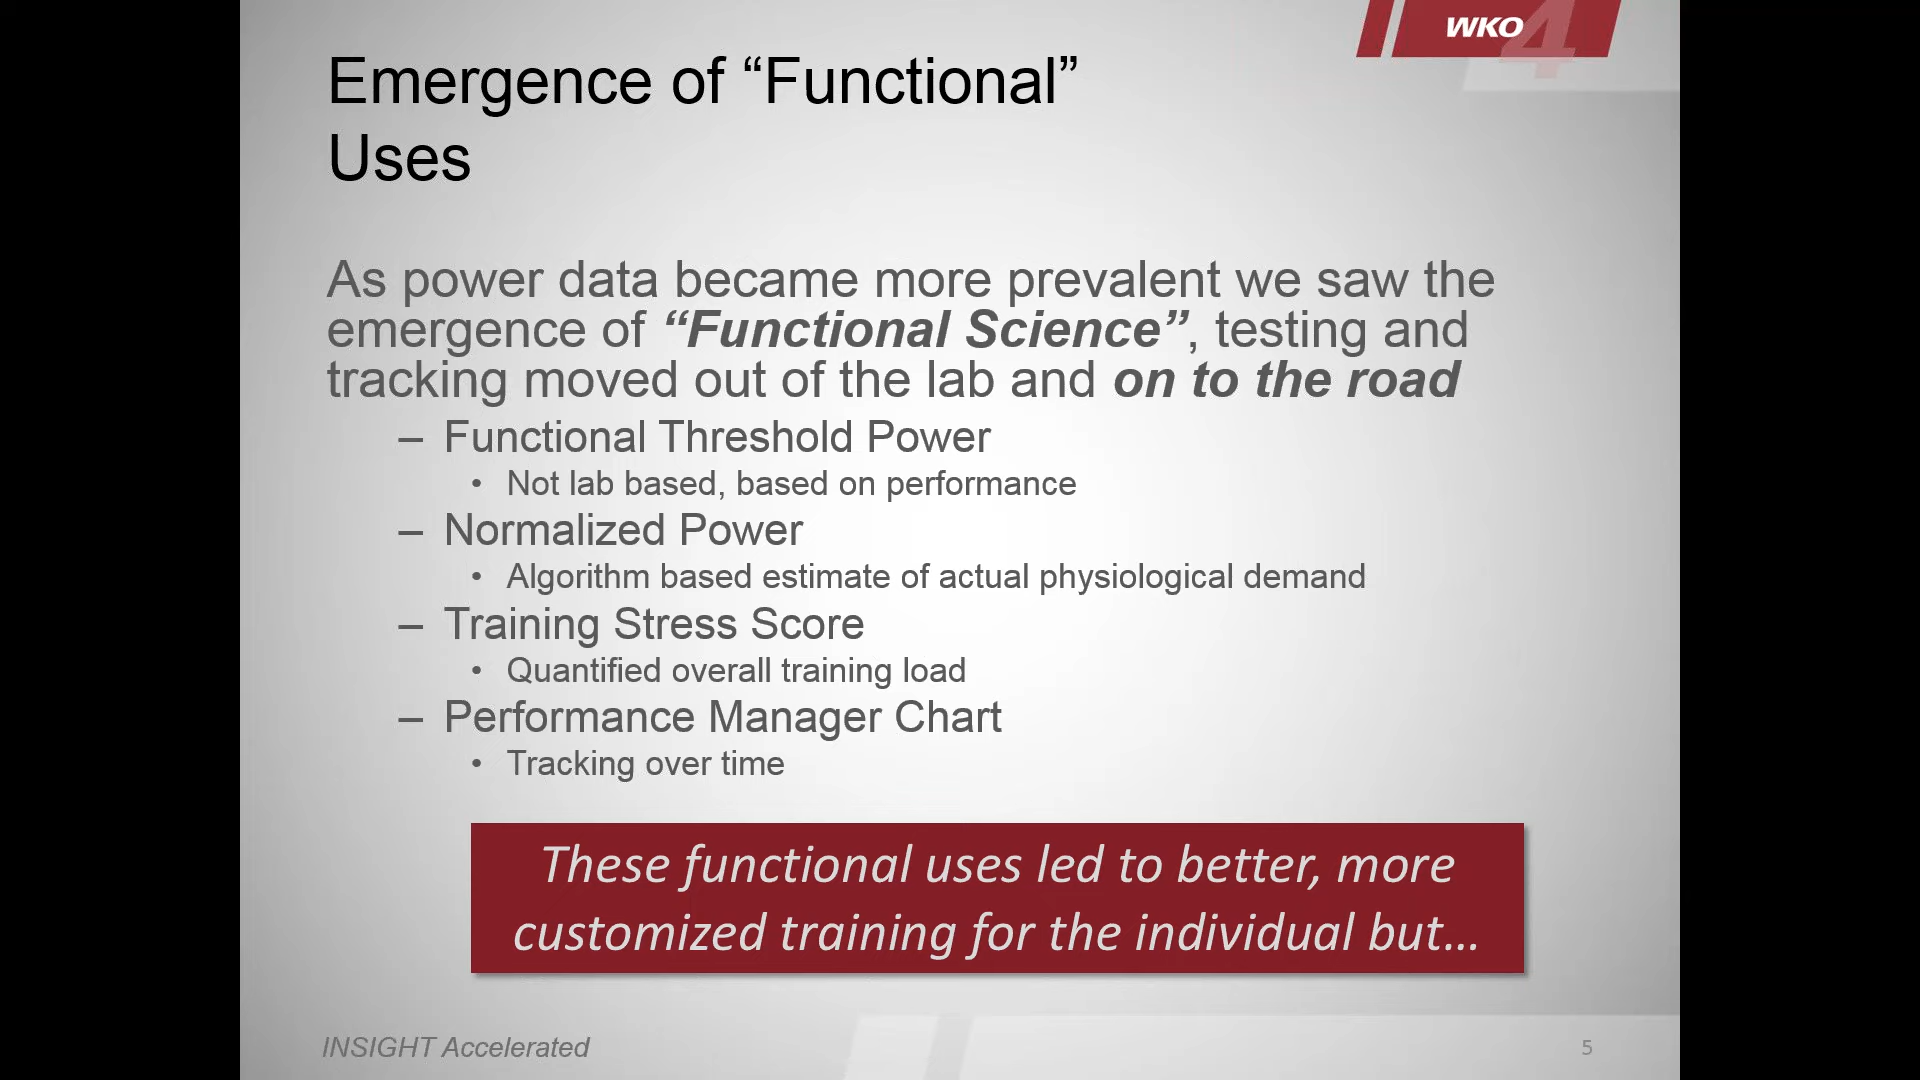 WKO4
Emergence of “Functional”
Uses
As power data became more prevalent we saw the
emergence of “Functional Science”, testing and
tracking moved out of the lab and on to the road
– Functional Threshold Power
• Not lab based, based on performance
– Normalized Power
• Algorithm based estimate of actual physiological demand
– Training Stress Score
• Quantified overall training load
– Performance Manager Chart
• Tracking over time
These functional uses led to better, more
customized training for the individual but…
INSIGHT Accelerated
5